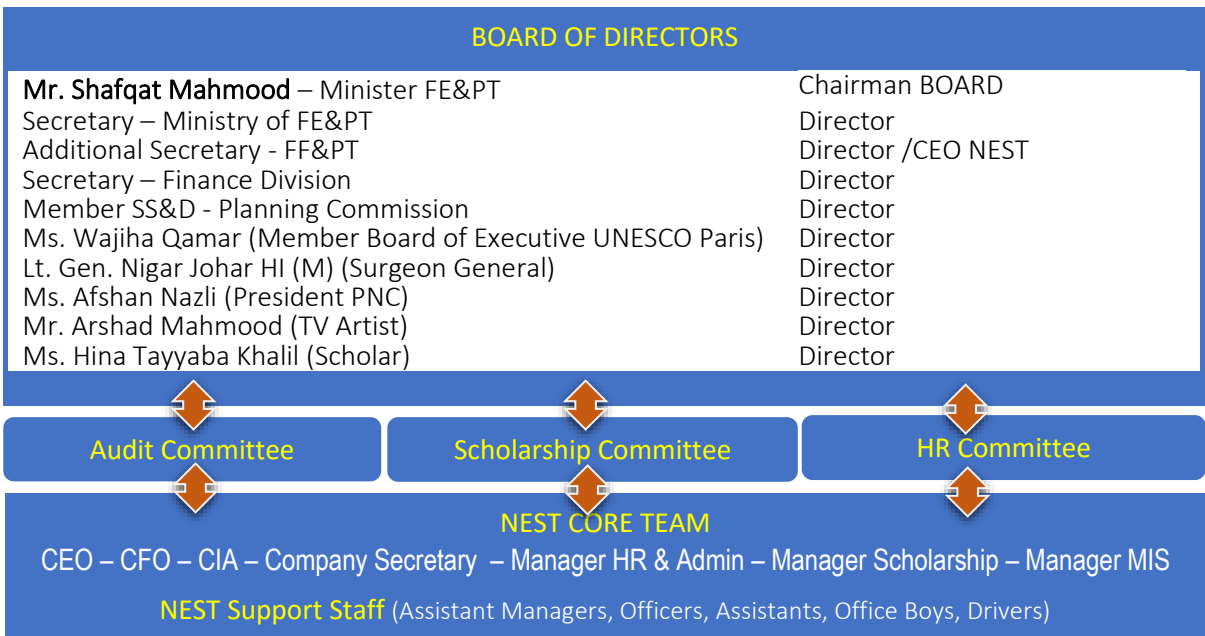 BOARD OF DIRECTORS
Mr. Shafqat Mahmood – Minister FE&PT Chairman BOARD
Secretary – Ministry of FE&PT Director
Additional Secretary - FF&PT Director /CEO NEST
Secretary – Finance Division Director
Member SS&D - Planning Commission Director
Ms. Wajiha Qamar (Member Board of Executive UNESCO Paris) Director
Lt. Gen. Nigar Johar HI (M) (Surgeon General) Director
Ms. Afshan Nazli (President PNC) Director
Mr. Arshad Mahmood (TV Artist) Director
Ms. Hina Tayyaba Khalil (Scholar) Director
Audit Committee Scholarship Committee HR Committee
NEST CORE TEAM
CEO – CFO – CIA – Company Secretary – Manager HR & Admin – Manager Scholarship – Manager MIS
NEST Support Staff (Assistant Managers, Officers, Assistants, Office Boys, Drivers)